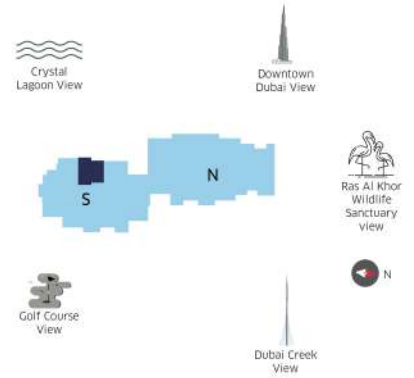 Crystal
Lagoon View
Downtown
Dubai View
N
S
Ras Al Khor
Wildlife
Sanctuary
view
N
Golf Course
View
Dubai Creek
View